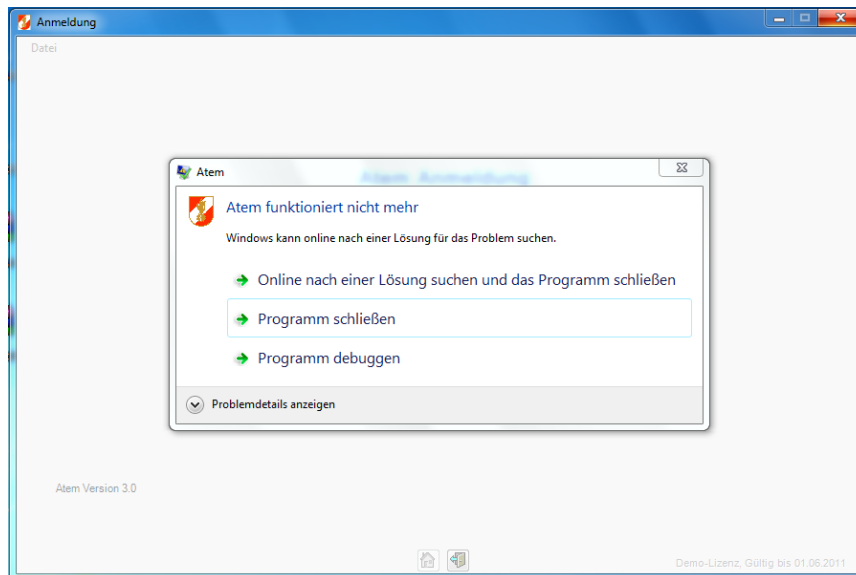 Anmeldung
Datei
Atem
Atem Anmeldung
Atem funktioniert nicht mehr
Windows kann online nach einer Lösung für das Problem suchen.
Online nach einer Lösung suchen und das Programm schließen
Programm schließen
Programm debuggen
Problemdetails anzeigen
Atem Version 3.0
Demo-Lizenz, Gültig bis 01.06.2011